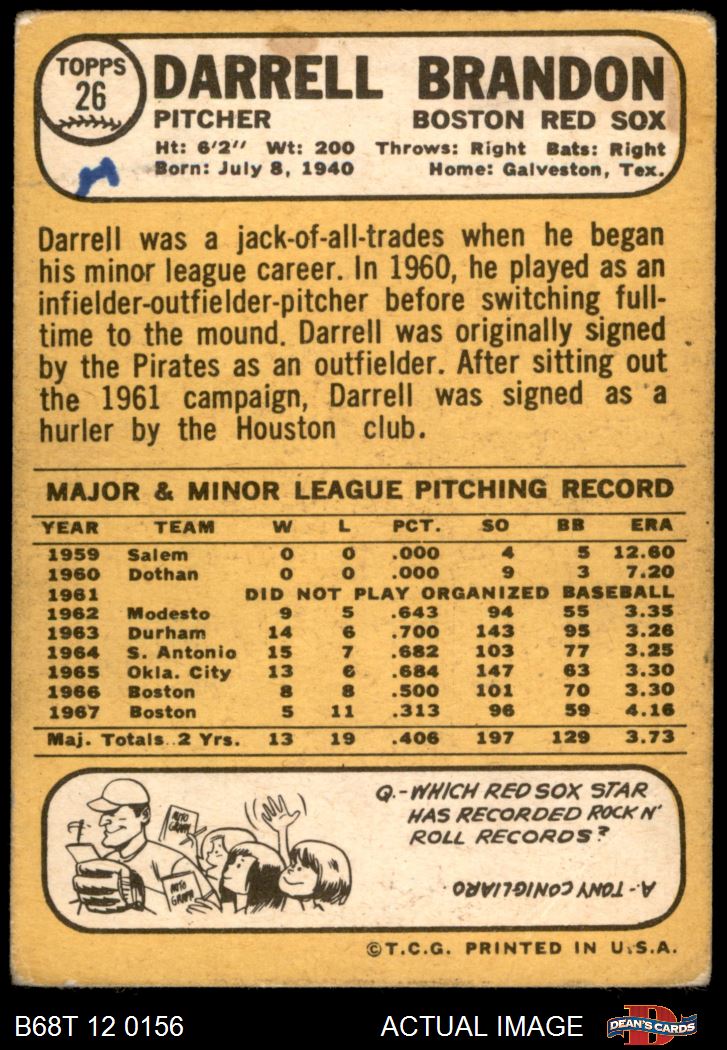 TOPPS
26
DARRELL BRANDON
PITCHER BOSTON RED SOX
Ht: 6'2" Wt: 200 Throws: Right Bats: Right
Born: July 8, 1940 Home: Galveston, Tex.
Darrell was a jack-of-all-trades when he began
his minor league career. In 1960, he played as an
infielder-outfielder-pitcher before switching full-
time to the mound. Darrell was originally signed
by the Pirates as an outfielder. After sitting out
the 1961 campaign, Darrell was signed as a
hurler by the Houston club.
MAJOR & MINOR LEAGUE PITCHING RECORD
YEAR TEAM W L PCT. SO BB ERA
1959 Salem 0 0 .000 4 5 12.60
1960 Dothan 0 0 .000 9 3 7.20
1961 DID NOT PLAY ORGANIZED BASEBALL
1962 Modesto 9 5 .643 94 55 3.35
1963 Durham 14 6 .700 143 95 3.26
1964 S. Antonio 15 7 .682 103 77 3.25
1965 Okla. City 13 6 .684 147 63 3.30
1966 Boston 8 8 .500 101 70 3.30
1967 Boston 5 11 .313 96 59 4.16
Maj. Totals..2 Yrs. 13 19 .406 197 129 3.73
AUTO
GRAPH
AUTO
GRAPH
Q.-WHICH RED SOX STAR
HAS RECORDED ROCK N'
ROLL RECORDS?
A- TONY CONIGLIARO
©T.C.G. PRINTED IN U.S.A.
B68T 12 0156 ACTUAL IMAGE
D
DEAN'S CARDS